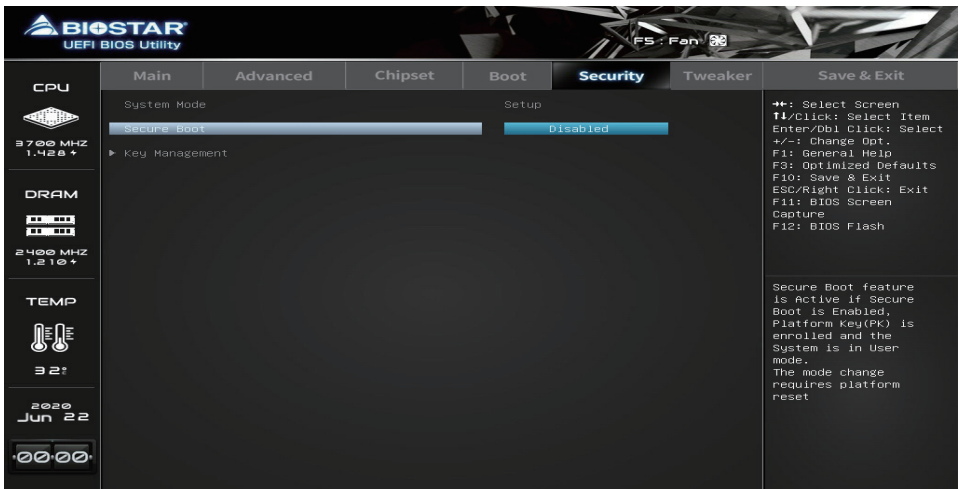 BIOSTAR
UEFI BIOS Utility
F5 : Fan
Main Advanced Chipset Boot Security Tweaker Save & Exit
CPU
3700 MHZ
1.428
DRAM
2400 MHZ
1.210
TEMP
32°
2020
Jun 22
00:00
System Mode Setup
Secure Boot Disabled
► Key Management
→←: Select Screen
↑↓/Click: Select Item
Enter/Dbl Click: Select
+/-: Change Opt.
F1: General Help
F3: Optimized Defaults
F10: Save & Exit
ESC/Right Click: Exit
F11: BIOS Screen
Capture
F12: BIOS Flash
Secure Boot feature
is Active if Secure
Boot is Enabled,
Platform Key(PK) is
enrolled and the
System is in User
mode.
The mode change
requires platform
reset